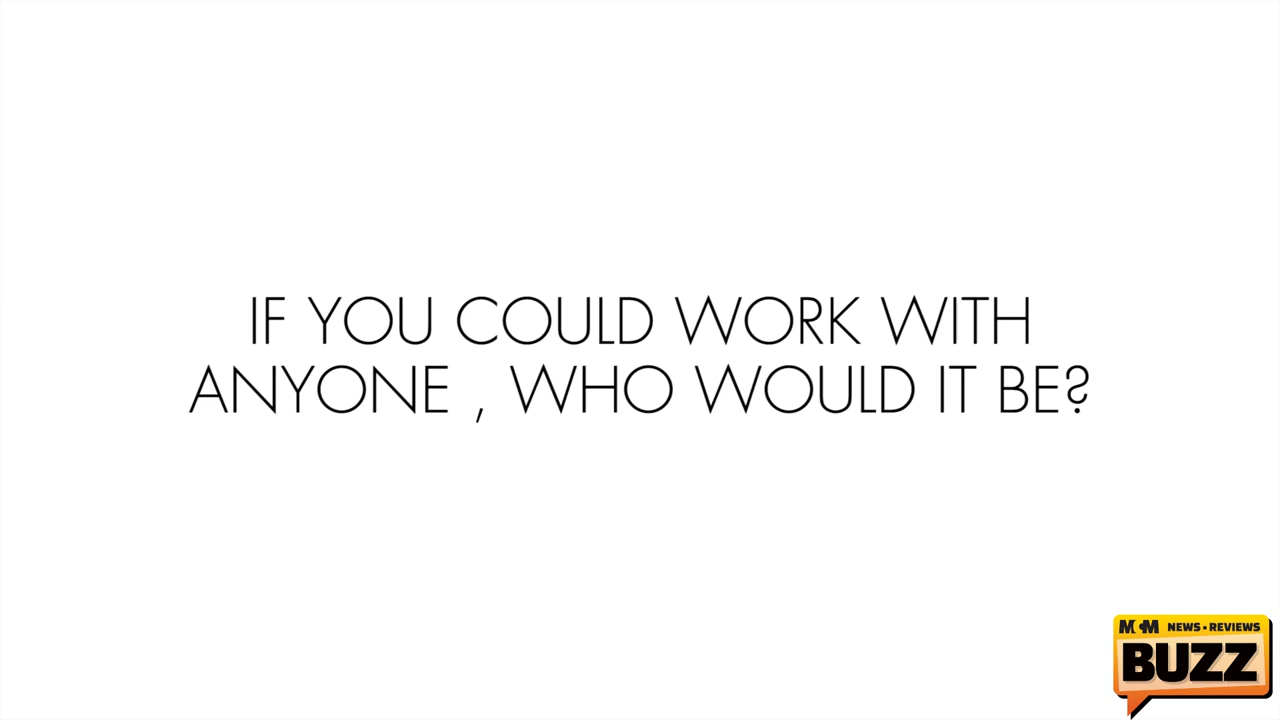 IF YOU COULD WORK WITH
ANYONE , WHO WOULD IT BE?
MCM NEWS • REVIEWS
BUZZ